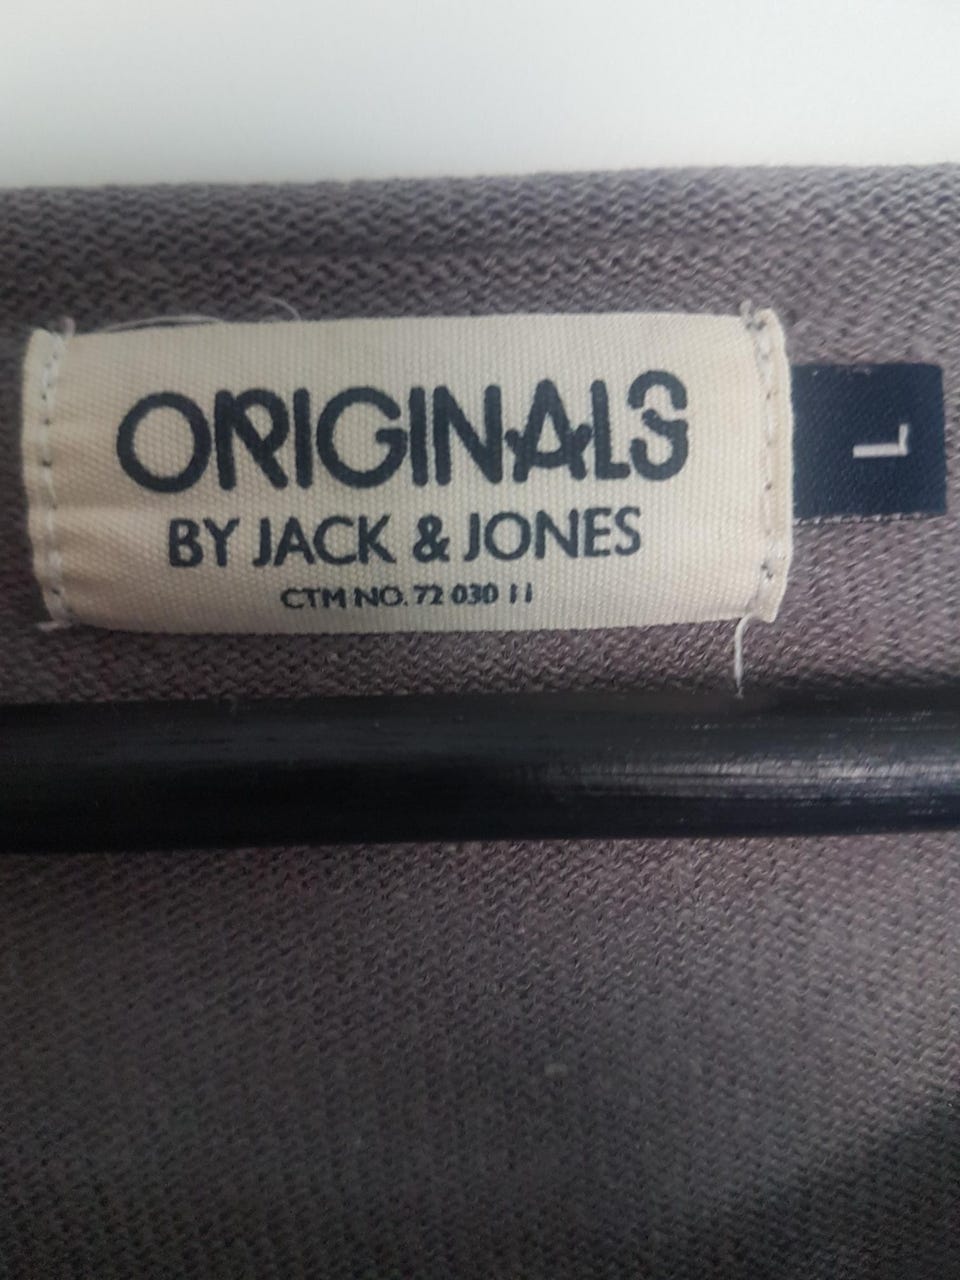 ORIGINALS
BY JACK & JONES
CTM NO. 72 030 11
L